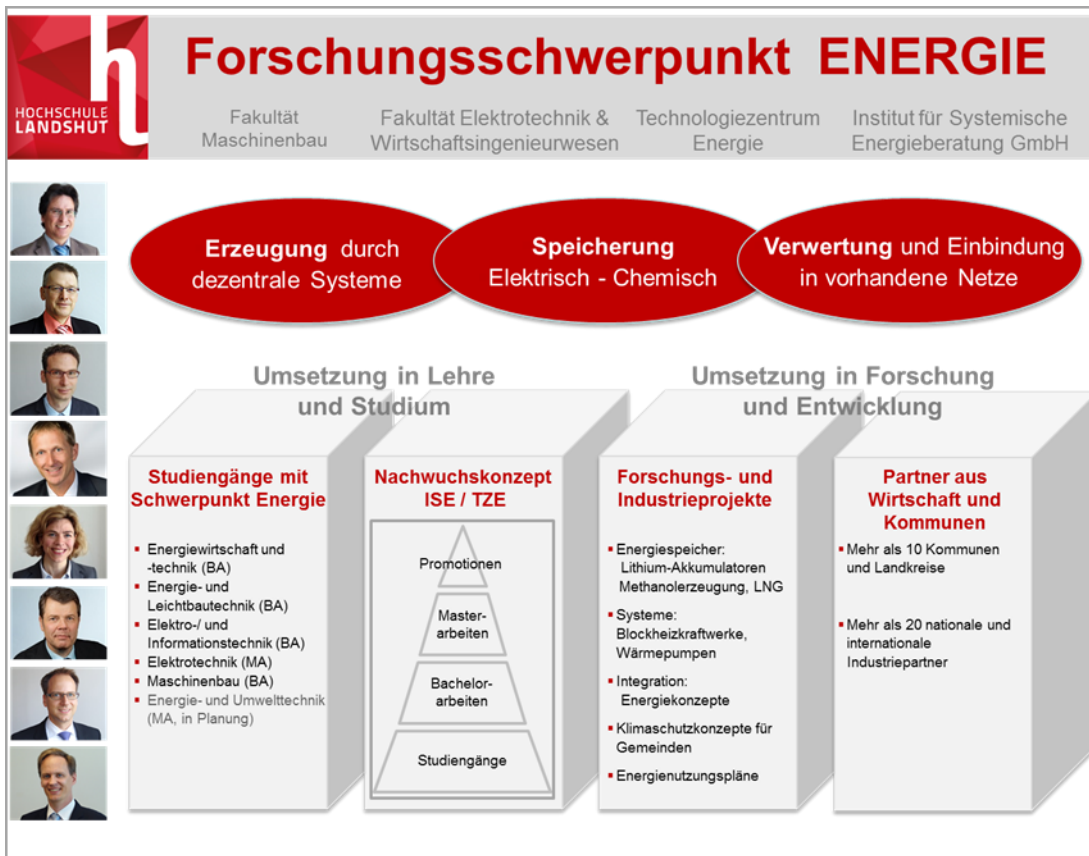 HOCHSCHULE
LANDSHUT
Forschungsschwerpunkt ENERGIE
Fakultät
Maschinenbau
Fakultät Elektrotechnik &
Wirtschaftsingenieurwesen
Technologiezentrum
Energie
Institut für Systemische
Energieberatung GmbH
Erzeugung durch
dezentrale Systeme
Speicherung
Elektrisch - Chemisch
Verwertung und Einbindung
in vorhandene Netze
Umsetzung in Lehre
und Studium
Umsetzung in Forschung
und Entwicklung
Studiengänge mit
Schwerpunkt Energie
▪ Energiewirtschaft und
-technik (BA)
▪ Energie- und
Leichtbautechnik (BA)
▪ Elektro-/ und
Informationstechnik (BA)
▪ Elektrotechnik (MA)
▪ Maschinenbau (BA)
▪ Energie- und Umwelttechnik
(MA, in Planung)
Nachwuchskonzept
ISE / TZE
Promotionen
Master-
arbeiten
Bachelor-
arbeiten
Studiengänge
Forschungs- und
Industrieprojekte
▪ Energiespeicher:
Lithium-Akkumulatoren
Methanolerzeugung, LNG
▪ Systeme:
Blockheizkraftwerke,
Wärmepumpen
▪ Integration:
Energiekonzepte
▪ Klimaschutzkonzepte für
Gemeinden
▪ Energienutzungspläne
Partner aus
Wirtschaft und
Kommunen
▪ Mehr als 10 Kommunen
und Landkreise
▪ Mehr als 20 nationale und
internationale
Industriepartner